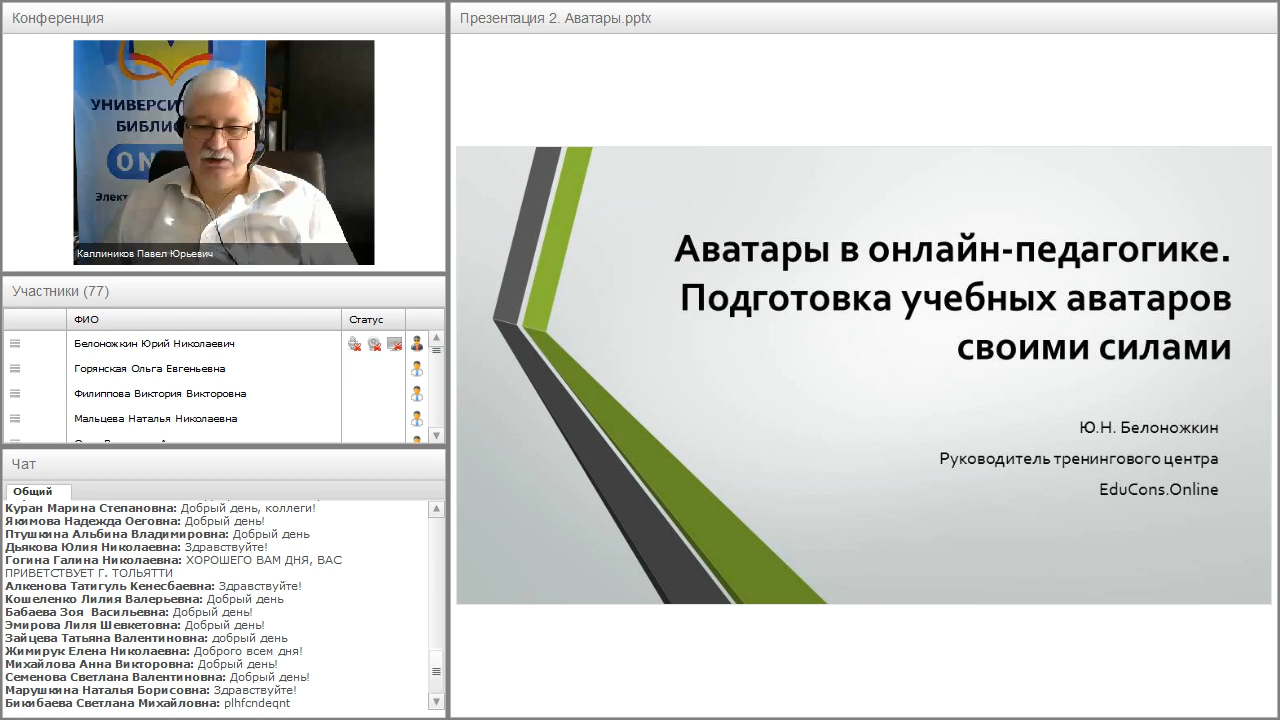 Конференция
УНИВЕРСИ
БИБЛИ
Каллиников Павел Юрьевич
Участники (77)
ФИО
Статус
Белоножкин Юрий Николаевич
Горянская Ольга Евгеньевна
Филиппова Виктория Викторовна
Мальцева Наталья Николаевна
Чат
Общий
Куран Марина Степановна: Добрый день, коллеги!
Якимова Надежда Оеговна: Добрый день!
Птушкина Альбина Владимировна: Добрый день
Дьякова Юлия Николаевна: Здравствуйте!
Гогина Галина Николаевна: ХОРОШЕГО ВАМ ДНЯ, ВАС
ПРИВЕТСТВУЕТ Г. ТОЛЬЯТТИ
Алкенова Татигуль Кенесбаевна: Здравствуйте!
Кошеленко Лилия Валерьевна: Добрый день
Бабаева Зоя Васильевна: Добрый день!
Эмирова Лиля Шевкетовна: Добрый день!
Зайцева Татьяна Валентиновна: добрый день
Жимирук Елена Николаевна: Доброго всем дня!
Михайлова Анна Викторовна: Добрый день!
Семенова Светлана Валентиновна: Добрый день!
Марушкина Наталья Борисовна: Здравствуйте!
Бикибаева Светлана Михайловна: plhfcndeqnt
Презентация 2. Аватары.pptx
Аватары в онлайн-педагогике.
Подготовка учебных аватаров
своими силами
Ю.Н. Белоножкин
Руководитель тренингового центра
EduCons.Online